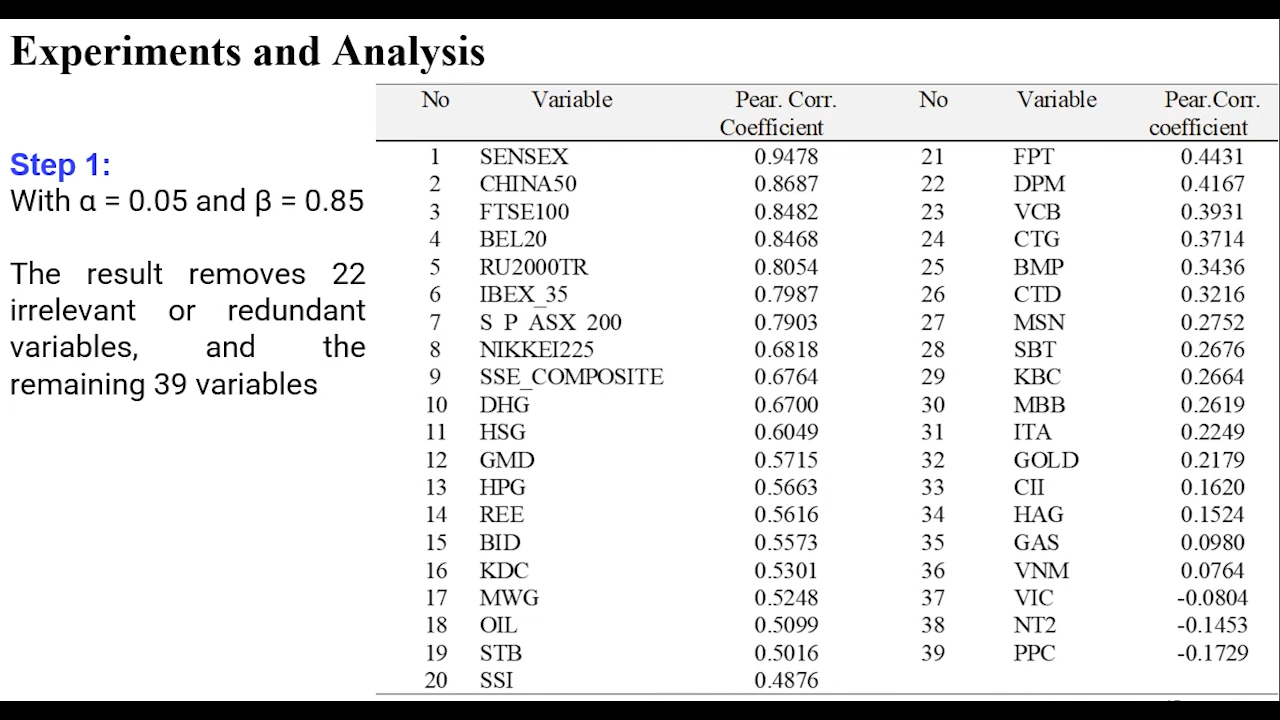 Experiments and Analysis
Step 1:
With α = 0.05 and β = 0.85
The result removes 22
irrelevant or redundant
variables, and the
remaining 39 variables
No Variable Pear. Corr. No Variable Pear.Corr.
Coefficient coefficient
1 SENSEX 0.9478 21 FPT 0.4431
2 CHINA50 0.8687 22 DPM 0.4167
3 FTSE100 0.8482 23 VCB 0.3931
4 BEL20 0.8468 24 CTG 0.3714
5 RU2000TR 0.8054 25 BMP 0.3436
6 IBEX_35 0.7987 26 CTD 0.3216
7 S_P_ASX_200 0.7903 27 MSN 0.2752
8 NIKKEI225 0.6818 28 SBT 0.2676
9 SSE_COMPOSITE 0.6764 29 KBC 0.2664
10 DHG 0.6700 30 MBB 0.2619
11 HSG 0.6049 31 ITA 0.2249
12 GMD 0.5715 32 GOLD 0.2179
13 HPG 0.5663 33 CII 0.1620
14 REE 0.5616 34 HAG 0.1524
15 BID 0.5573 35 GAS 0.0980
16 KDC 0.5301 36 VNM 0.0764
17 MWG 0.5248 37 VIC -0.0804
18 OIL 0.5099 38 NT2 -0.1453
19 STB 0.5016 39 PPC -0.1729
20 SSI 0.4876